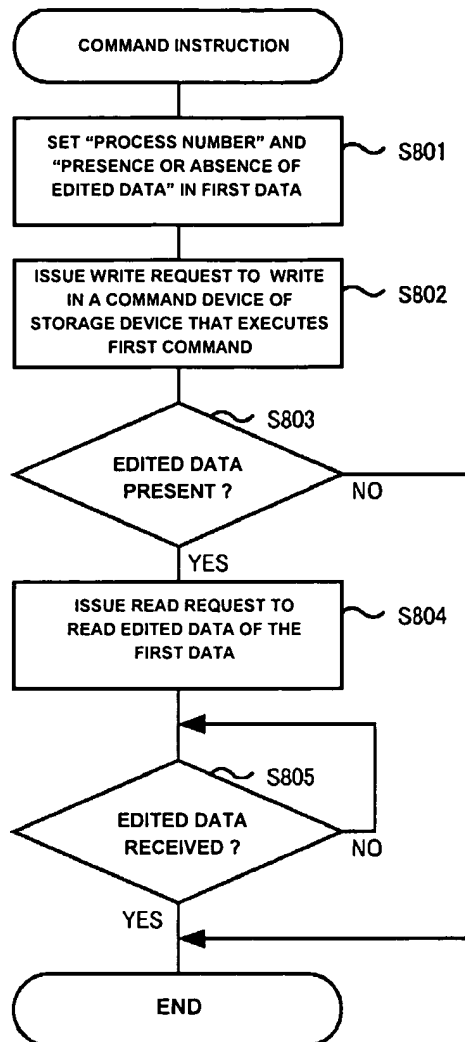 COMMAND INSTRUCTION
SET “PROCESS NUMBER” AND
“PRESENCE OR ABSENCE OF
EDITED DATA” IN FIRST DATA
S801
ISSUE WRITE REQUEST TO WRITE
IN A COMMAND DEVICE OF
STORAGE DEVICE THAT EXECUTES
FIRST COMMAND
S802
S803
EDITED DATA
PRESENT ?
NO
YES
ISSUE READ REQUEST TO
READ EDITED DATA OF THE
FIRST DATA
S804
S805
EDITED DATA
RECEIVED ?
NO
YES
END